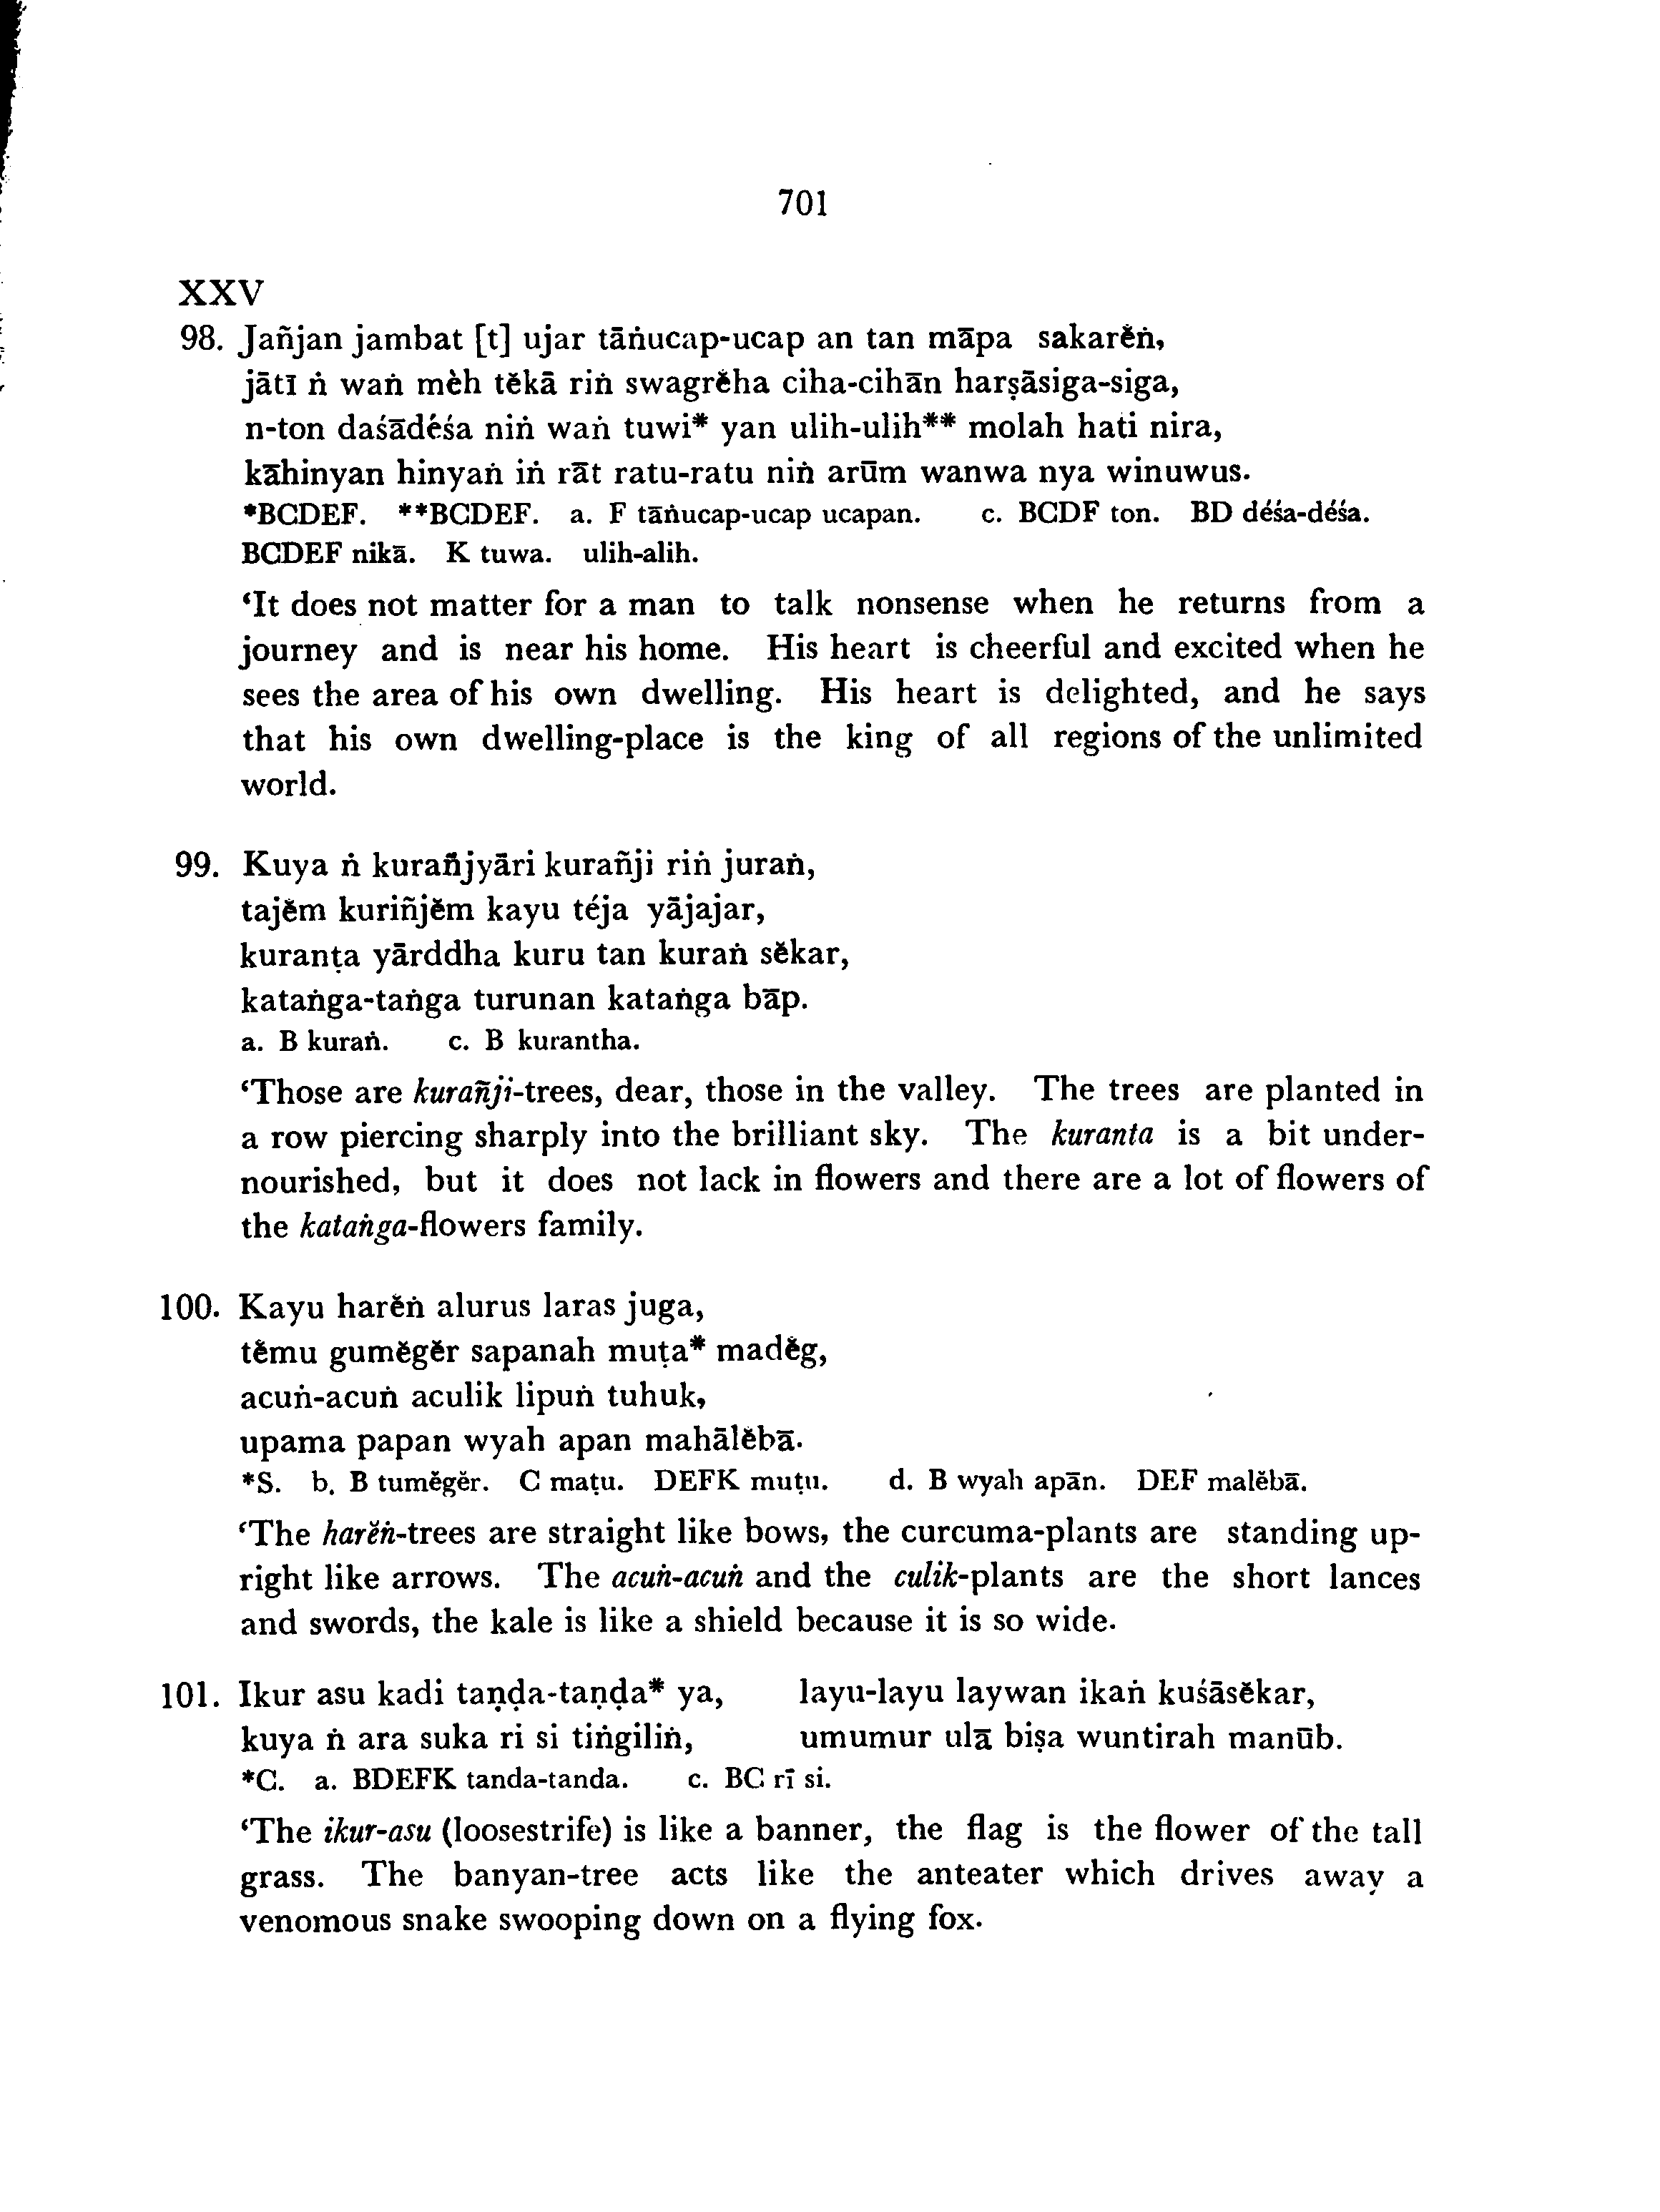 701
XXV
98. Jañjan jambat [t] ujar tāṅucap-ucap an tan māpa sakarĕṅ,
jātī ṅ waṅ mèh tĕkā riṅ swagrĕha ciha-cihān harṣāsiga-siga,
n-ton daśādéśa niṅ waṅ tuwi* yan ulih-ulih** molah hati nira,
kāhinyan hinyaṅ iṅ rāt ratu-ratu niṅ arūm wanwa nya winuwus.
*BCDEF. **BCDEF. a. F tāṅucap-ucap ucapan. c. BCDF ton. BD déśa-déśa.
BCDEF nikā. K tuwa. ulih-alih.
‘It does not matter for a man to talk nonsense when he returns from a
journey and is near his home. His heart is cheerful and excited when he
sees the area of his own dwelling. His heart is delighted, and he says
that his own dwelling-place is the king of all regions of the unlimited
world.
99. Kuya ṅ kurañjyāri kurañji riṅ juraṅ,
tajĕm kuriñjĕm kayu téja yājajar,
kuranṭa yārddha kuru tan kuraṅ sĕkar,
kataṅga-taṅga turunan kataṅga bāp.
a. B kuraṅ. c. B kurantha.
‘Those are kurañji-trees, dear, those in the valley. The trees are planted in
a row piercing sharply into the brilliant sky. The kuranta is a bit under-
nourished, but it does not lack in flowers and there are a lot of flowers of
the kataṅga-flowers family.
100. Kayu harĕṅ alurus laras juga,
tĕmu gumĕgĕr sapanah muṭa* madĕg,
acuṅ-acuṅ aculik lipuṅ tuhuk,
upama papan wyah apan mahālĕbā.
*S. b. B tumĕgĕr. C maṭu. DEFK muṭu. d. B wyah apān. DEF malĕbā.
‘The harĕṅ-trees are straight like bows, the curcuma-plants are standing up-
right like arrows. The acuṅ-acuṅ and the culik-plants are the short lances
and swords, the kale is like a shield because it is so wide.
101. Ikur asu kadi taṇḍa-taṇḍa* ya, layu-layu laywan ikaṅ kuśāsĕkar,
kuya ṅ ara suka ri si tiṅgiliṅ, umumur ulā biṣa wuntirah manūb.
*C. a. BDEFK tanda-tanda. c. BC rī si.
‘The ikur-asu (loosestrife) is like a banner, the flag is the flower of the tall
grass. The banyan-tree acts like the anteater which drives away a
venomous snake swooping down on a flying fox.